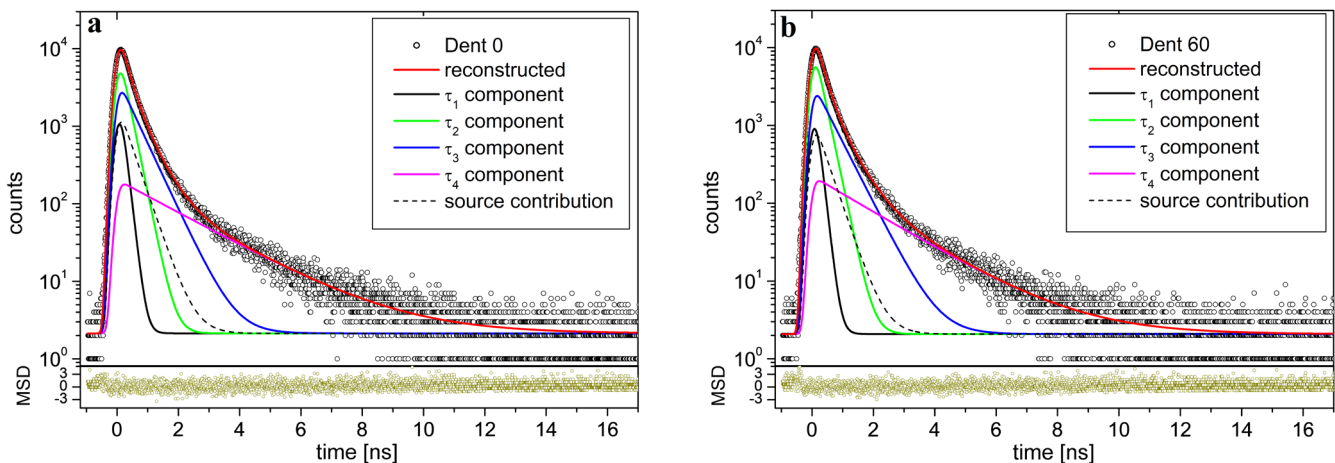 a
Dent 0
reconstructed
τ1 component
τ2 component
τ3 component
τ4 component
source contribution
counts
10^4
10^3
10^2
10^1
10^0
MSD
3
0
-3
0 2 4 6 8 10 12 14 16
time [ns]
b
Dent 60
reconstructed
τ1 component
τ2 component
τ3 component
τ4 component
source contribution
counts
10^4
10^3
10^2
10^1
10^0
MSD
3
0
-3
0 2 4 6 8 10 12 14 16
time [ns]